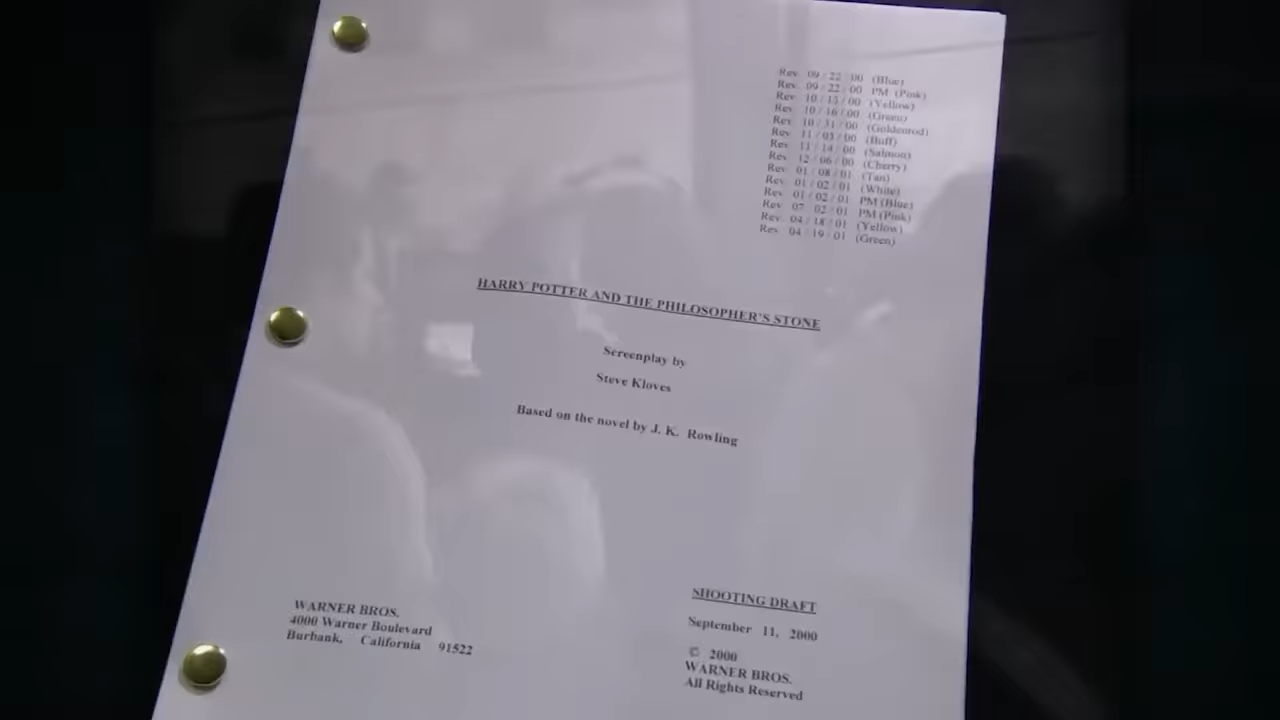 Rev. 09 / 22 / 00 (Blue)
Rev. 09 / 22 / 00 PM (Pink)
Rev. 10 / 13 / 00 (Yellow)
Rev. 10 / 16 / 00 (Green)
Rev. 10 / 31 / 00 (Goldenrod)
Rev. 11 / 03 / 00 (Buff)
Rev. 11 / 14 / 00 (Salmon)
Rev. 12 / 06 / 00 (Cherry)
Rev. 01 / 08 / 01 (Tan)
Rev. 01 / 02 / 01 (White)
Rev. 01 / 02 / 01 PM (Blue)
Rev. 07 / 02 / 01 PM (Pink)
Rev. 04 / 18 / 01 (Yellow)
Rev. 04 / 19 / 01 (Green)
HARRY POTTER AND THE PHILOSOPHER'S STONE
Screenplay by
Steve Kloves
Based on the novel by J. K. Rowling
WARNER BROS.
4000 Warner Boulevard
Burbank, California 91522
SHOOTING DRAFT
September 11, 2000
© 2000
WARNER BROS.
All Rights Reserved